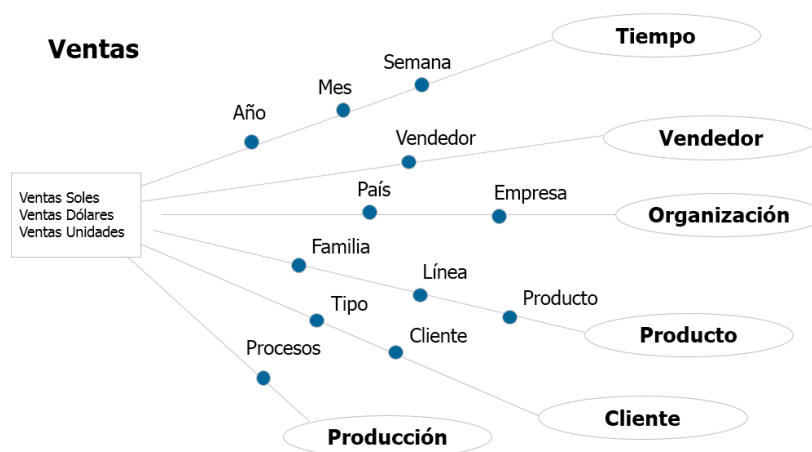 Ventas
Tiempo
Semana
Mes
Año
Vendedor
Vendedor
Ventas Soles
Ventas Dólares
Ventas Unidades
País
Empresa
Organización
Familia
Línea
Producto
Producto
Tipo
Cliente
Cliente
Procesos
Producción